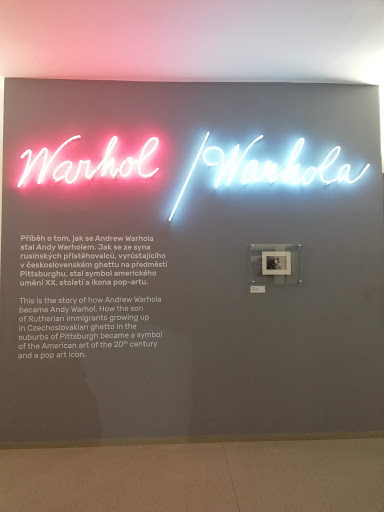 Warhol / Warhola
Příběh o tom, jak se Andrew Warhola
stal Andy Warholem. Jak se ze syna
rusínských přistěhovalců, vyrůstajícího
v československém ghettu na předměstí
Pittsburghu, stal symbol amerického
umění XX. století a ikona pop-artu.
This is the story of how Andrew Warhola
became Andy Warhol. How the son
of Rutherian immigrants growing up
in Czechoslovakian ghetto in the
suburbs of Pittsburgh became a symbol
of the American art of the 20th century
and a pop art icon.